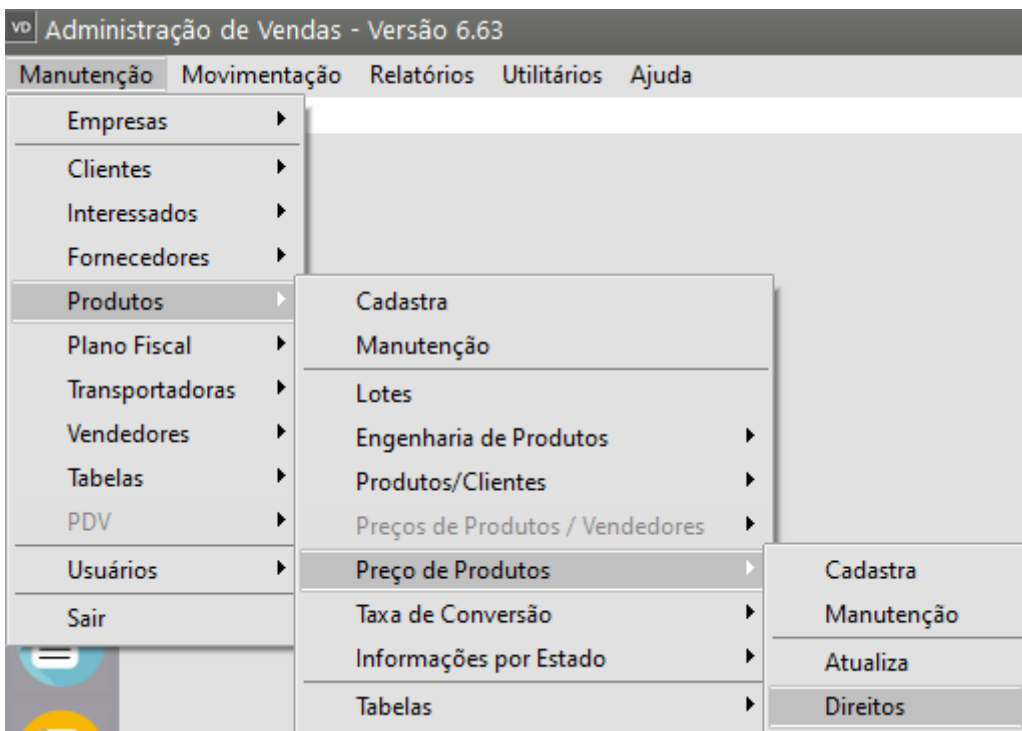 VD Administração de Vendas - Versão 6.63
Manutenção Movimentação Relatórios Utilitários Ajuda
Empresas
Clientes
Interessados
Fornecedores
Produtos
Plano Fiscal
Transportadoras
Vendedores
Tabelas
PDV
Usuários
Sair
Cadastra
Manutenção
Lotes
Engenharia de Produtos
Produtos/Clientes
Preços de Produtos / Vendedores
Preço de Produtos
Taxa de Conversão
Informações por Estado
Tabelas
Cadastra
Manutenção
Atualiza
Direitos